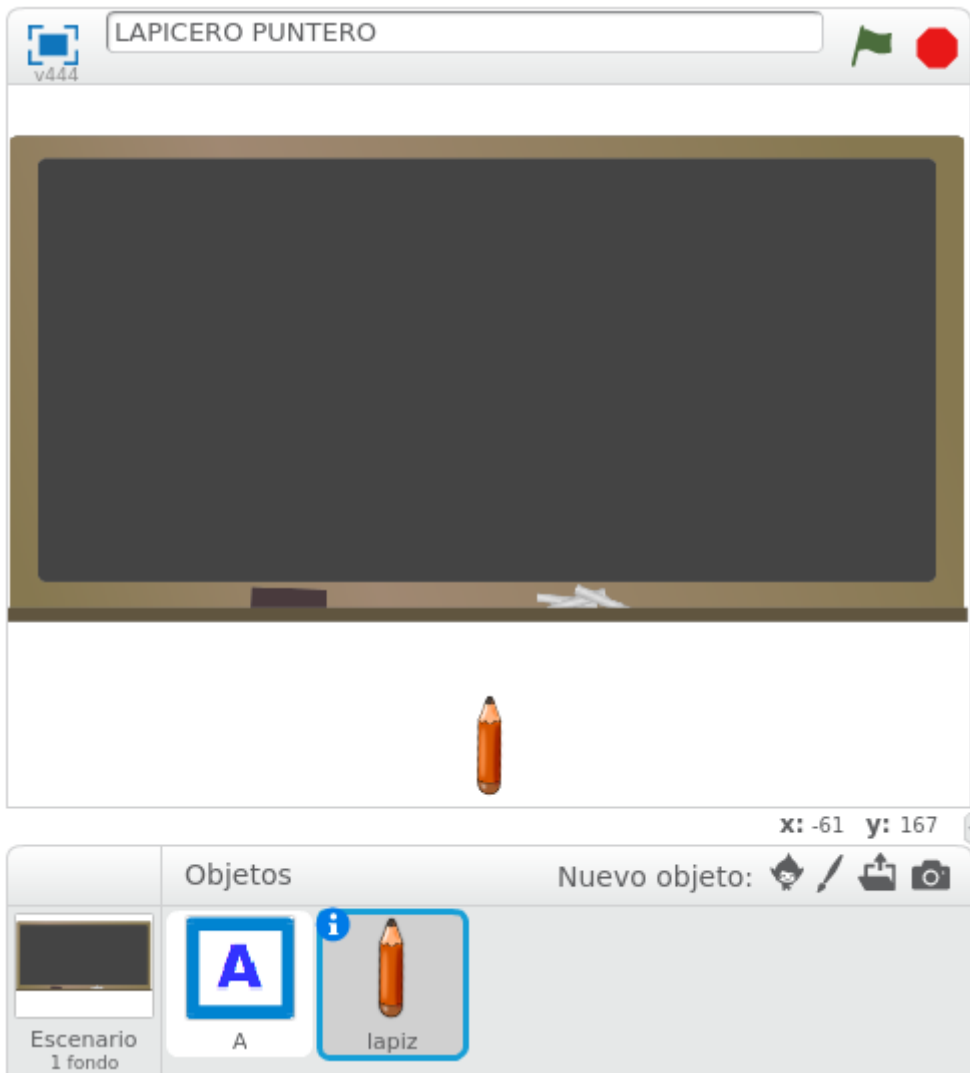 LAPICERO PUNTERO
v444
x: -61 y: 167
Objetos
Nuevo objeto:
i
A
Escenario
1 fondo
A
lapiz